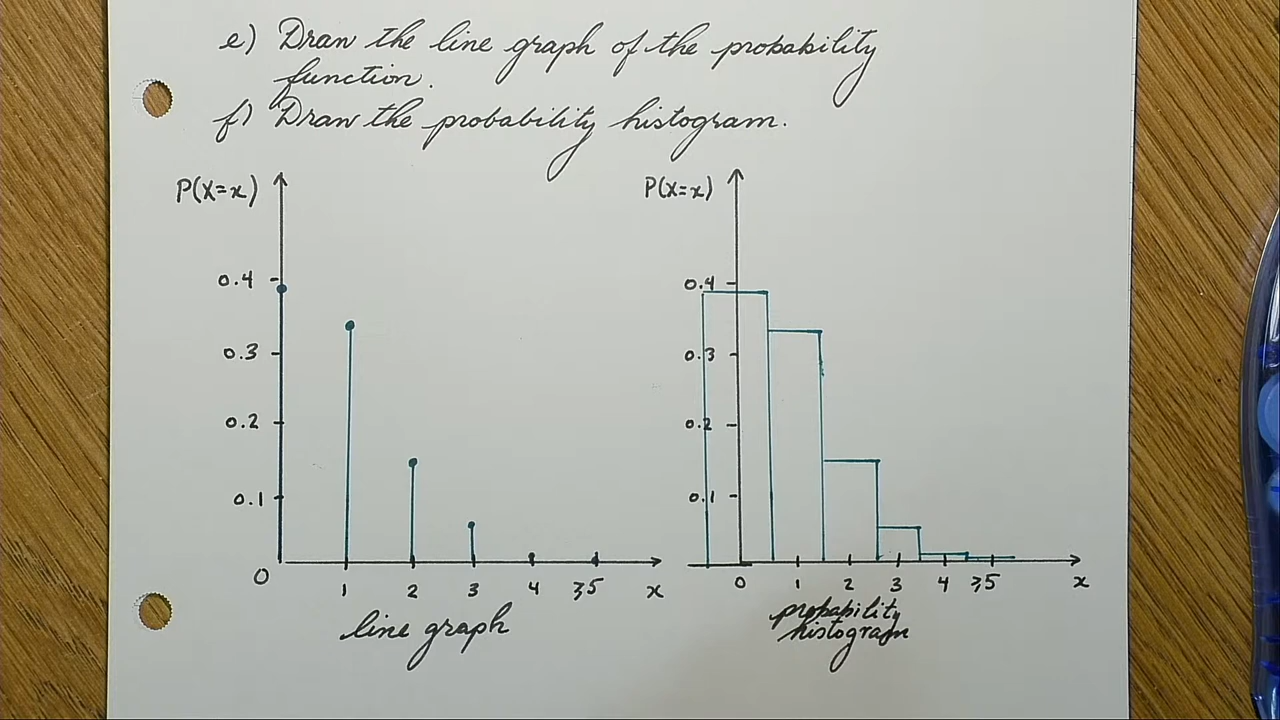 e) Draw the line graph of the probability
function.
f) Draw the probability histogram.
P(X=x)
0.4
0.3
0.2
0.1
0
1 2 3 4 ⩾5 x
line graph
P(X=x)
0.4
0.3
0.2
0.1
0 1 2 3 4 ⩾5 x
probability
histogram